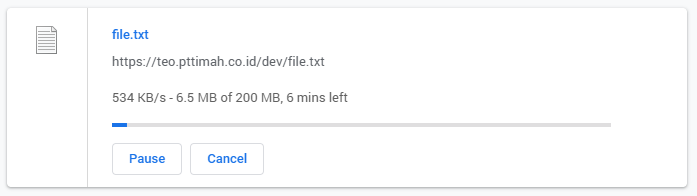 file.txt
https://teo.pttimah.co.id/dev/file.txt
534 KB/s - 6.5 MB of 200 MB, 6 mins left
Pause
Cancel